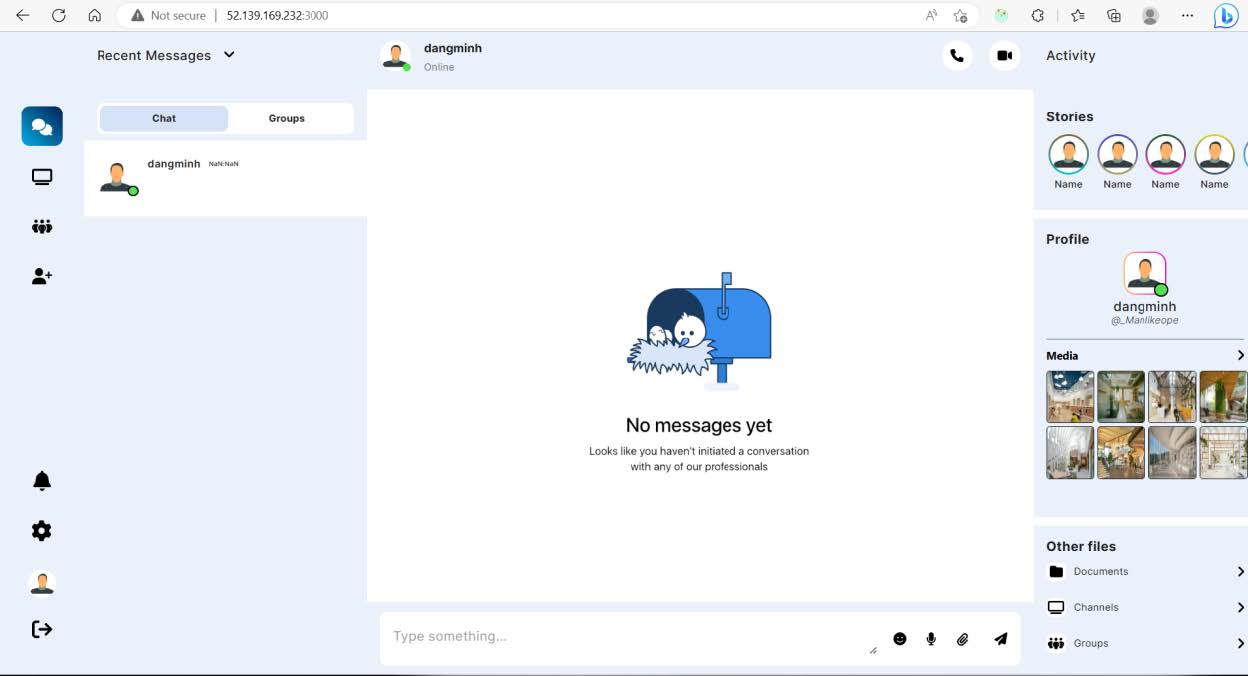 Not secure
52.139.169.232:3000
Recent Messages
Chat
Groups
dangminh NaN:NaN
dangminh
Online
No messages yet
Looks like you haven't initiated a conversation
with any of our professionals
Type something...
Activity
Stories
Name Name Name Name
Profile
dangminh
@_Manlikeope
Media
Other files
Documents
Channels
Groups